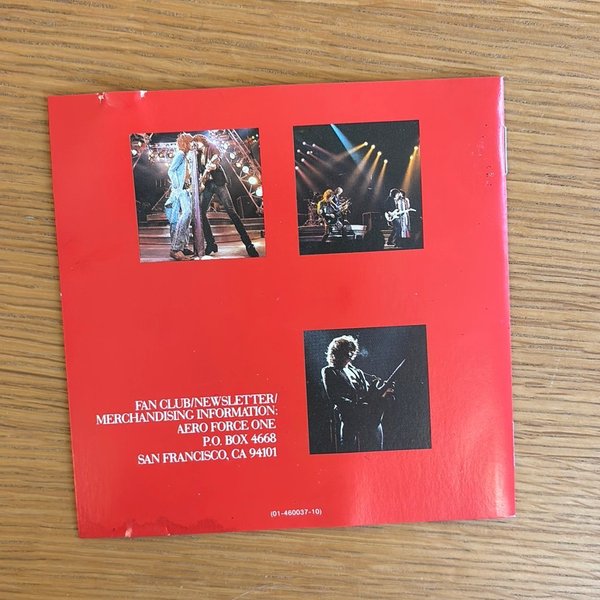 FAN CLUB/NEWSLETTER/
MERCHANDISING INFORMATION:
AERO FORCE ONE
P.O. BOX 4668
SAN FRANCISCO, CA 94101
(01-460037-10)